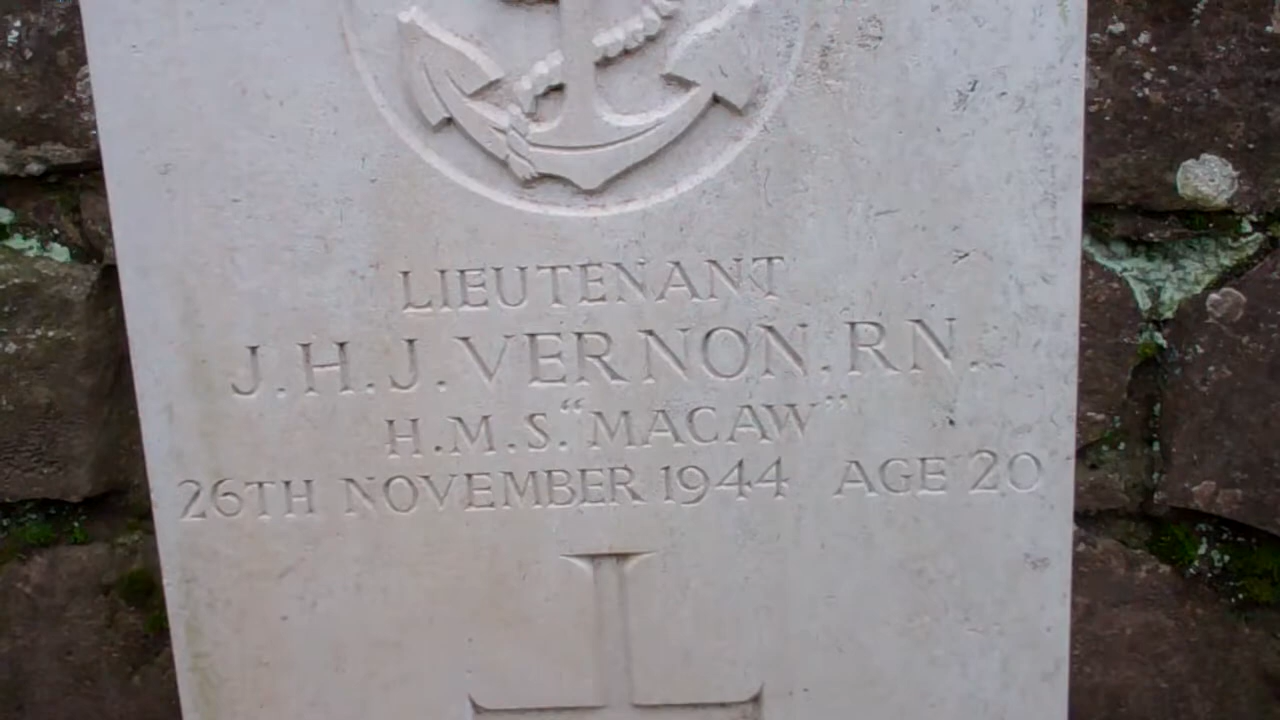 LIEUTENANT
J.H.J. VERNON. RN.
H.M.S. “MACAW”
26TH NOVEMBER 1944 AGE 20